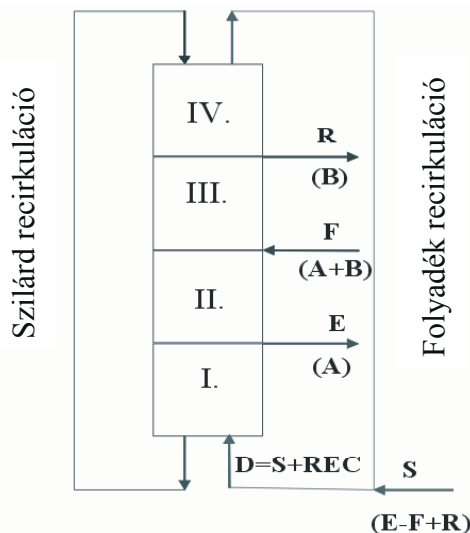 Szilárd recirkuláció
IV.
R
(B)
III.
F
(A+B)
II.
E
(A)
I.
D=S+REC
S
(E-F+R)
Folyadék recirkuláció